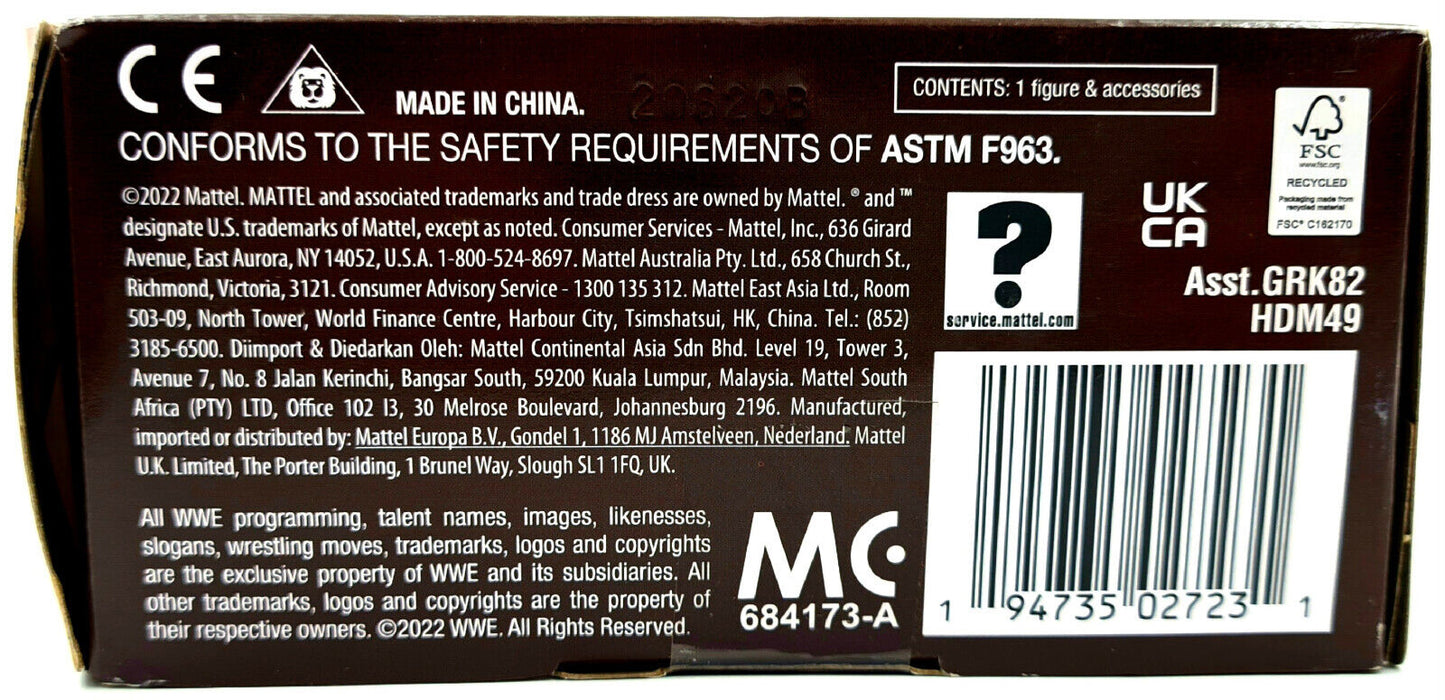 CE
MADE IN CHINA.
CONTENTS: 1 figure & accessories
CONFORMS TO THE SAFETY REQUIREMENTS OF ASTM F963.
©2022 Mattel. MATTEL and associated trademarks and trade dress are owned by Mattel. ® and ™
designate U.S. trademarks of Mattel, except as noted. Consumer Services - Mattel, Inc., 636 Girard
Avenue, East Aurora, NY 14052, U.S.A. 1-800-524-8697. Mattel Australia Pty. Ltd., 658 Church St.,
Richmond, Victoria, 3121. Consumer Advisory Service - 1300 135 312. Mattel East Asia Ltd., Room
503-09, North Tower, World Finance Centre, Harbour City, Tsimshatsui, HK, China. Tel.: (852)
3185-6500. Diimport & Diedarkan Oleh: Mattel Continental Asia Sdn Bhd. Level 19, Tower 3,
Avenue 7, No. 8 Jalan Kerinchi, Bangsar South, 59200 Kuala Lumpur, Malaysia. Mattel South
Africa (PTY) LTD, Office 102 I3, 30 Melrose Boulevard, Johannesburg 2196. Manufactured,
imported or distributed by: Mattel Europa B.V., Gondel 1, 1186 MJ Amstelveen, Nederland. Mattel
U.K. Limited, The Porter Building, 1 Brunel Way, Slough SL1 1FQ, UK.
All WWE programming, talent names, images, likenesses,
slogans, wrestling moves, trademarks, logos and copyrights
are the exclusive property of WWE and its subsidiaries. All
other trademarks, logos and copyrights are the property of
their respective owners. ©2022 WWE. All Rights Reserved.
MC
684173-A
?
service.mattel.com
UK
CA
FSC
www.fsc.org
RECYCLED
Packaging made from
recycled material
FSC® C162170
Asst.GRK82
HDM49
1 94735 02723 1